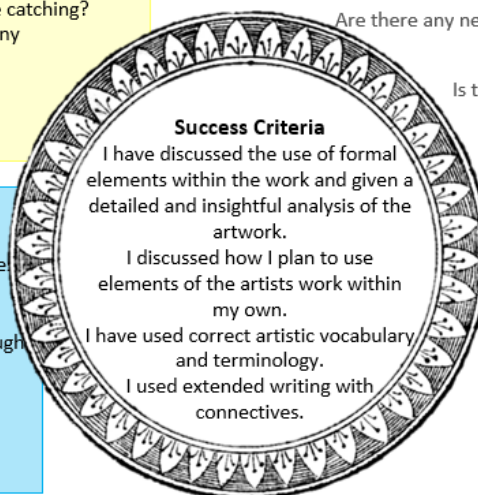 e catching?
ny
Are there any ne
Is t
Success Criteria
I have discussed the use of formal
elements within the work and given a
detailed and insightful analysis of the
artwork.
I discussed how I plan to use
elements of the artists work within
my own.
I have used correct artistic vocabulary
and terminology.
I used extended writing with
connectives.
e
ugh